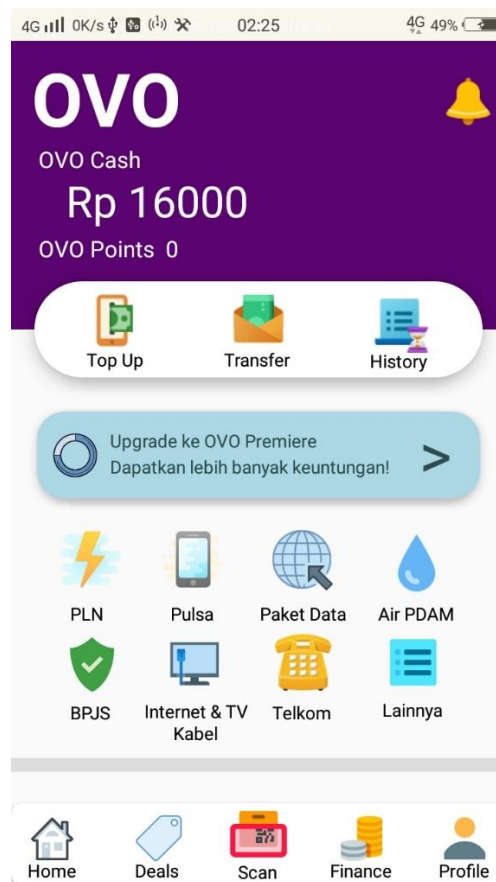 4G 0K/s 02:25 4G 49%
OVO
OVO Cash
Rp 16000
OVO Points 0
Top Up Transfer History
Upgrade ke OVO Premiere
Dapatkan lebih banyak keuntungan!
>
PLN Pulsa Paket Data Air PDAM
BPJS Internet & TV Telkom Lainnya
Kabel
Home Deals Scan Finance Profile